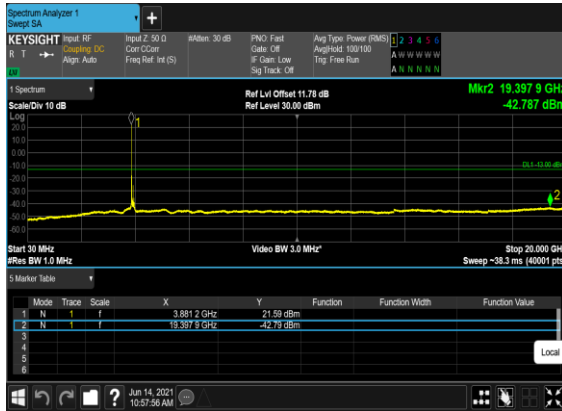 Spectrum Analyzer 1
Swept SA
+
KEYSIGHT
R T
LXI
Input: RF
Coupling: DC
Align: Auto
Input Z: 50 Ω
Corr CCorr
Freq Ref: Int (S)
#Atten: 30 dB
PNO: Fast
Gate: Off
IF Gain: Low
Sig Track: Off
Avg Type: Power (RMS)
Avg|Hold: 100/100
Trig: Free Run
1 2 3 4 5 6
A W W W W W
A N N N N N
1 Spectrum
Scale/Div 10 dB
Ref Lvl Offset 11.78 dB
Ref Level 30.00 dBm
Mkr2 19.397 9 GHz
-42.787 dBm
Log
20.0
10.0
0.00
-10.0
-20.0
-30.0
-40.0
-50.0
-60.0
1
DL1 -13.00 dBm
2
Start 30 MHz
#Res BW 1.0 MHz
Video BW 3.0 MHz*
Stop 20.000 GHz
Sweep ~38.3 ms (40001 pts)
5 Marker Table
Mode Trace Scale X Y Function Function Width Function Value
1 N 1 f 3.881 2 GHz 21.59 dBm
2 N 1 f 19.397 9 GHz -42.79 dBm
3
4
5
6
Local
?
Jun 14, 2021
10:57:56 AM